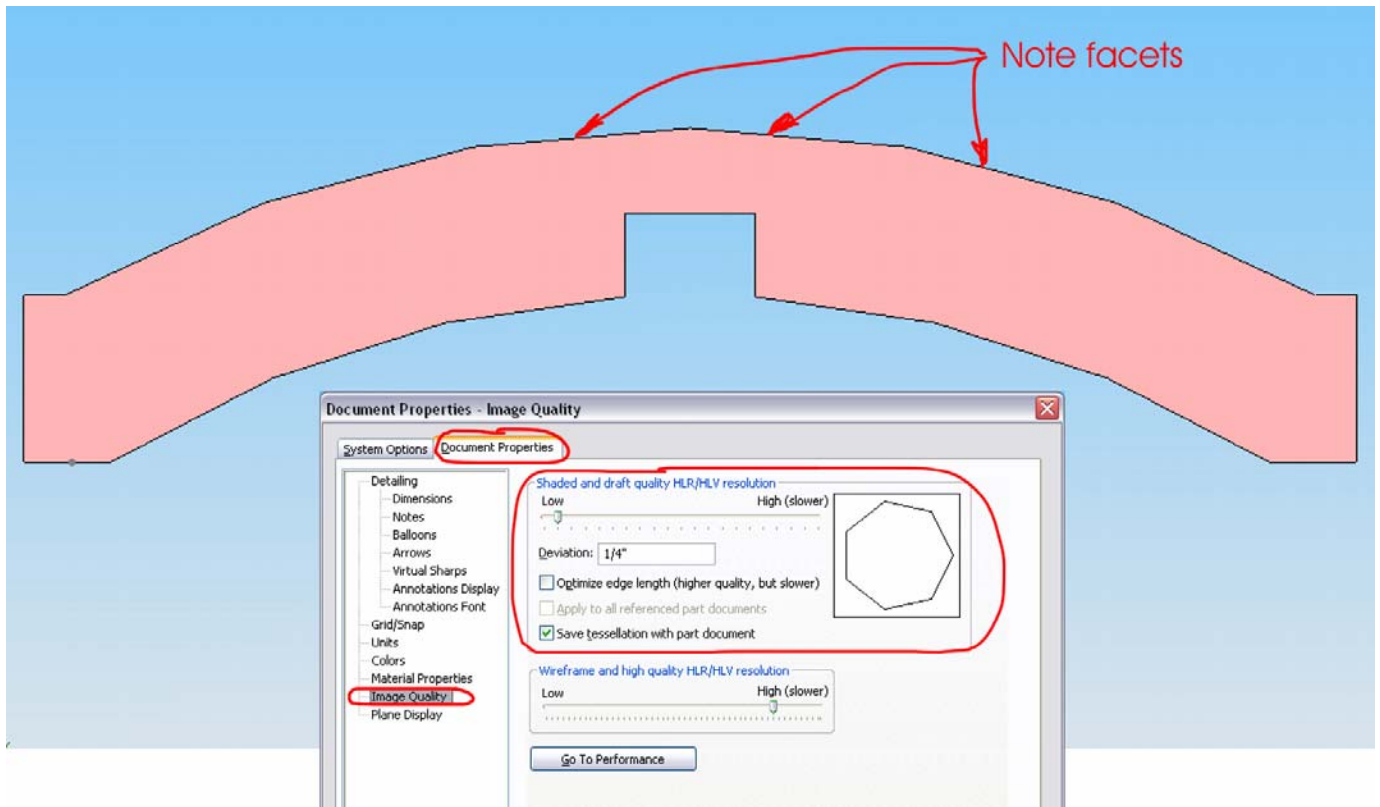 Note facets
Document Properties - Image Quality
System Options
Document Properties
Detailing
Dimensions
Notes
Balloons
Arrows
Virtual Sharps
Annotations Display
Annotations Font
Grid/Snap
Units
Colors
Material Properties
Image Quality
Plane Display
Shaded and draft quality HLR/HLV resolution
Low High (slower)
Deviation: 1/4"
Optimize edge length (higher quality, but slower)
Apply to all referenced part documents
Save tessellation with part document
Wireframe and high quality HLR/HLV resolution
Low High (slower)
Go To Performance